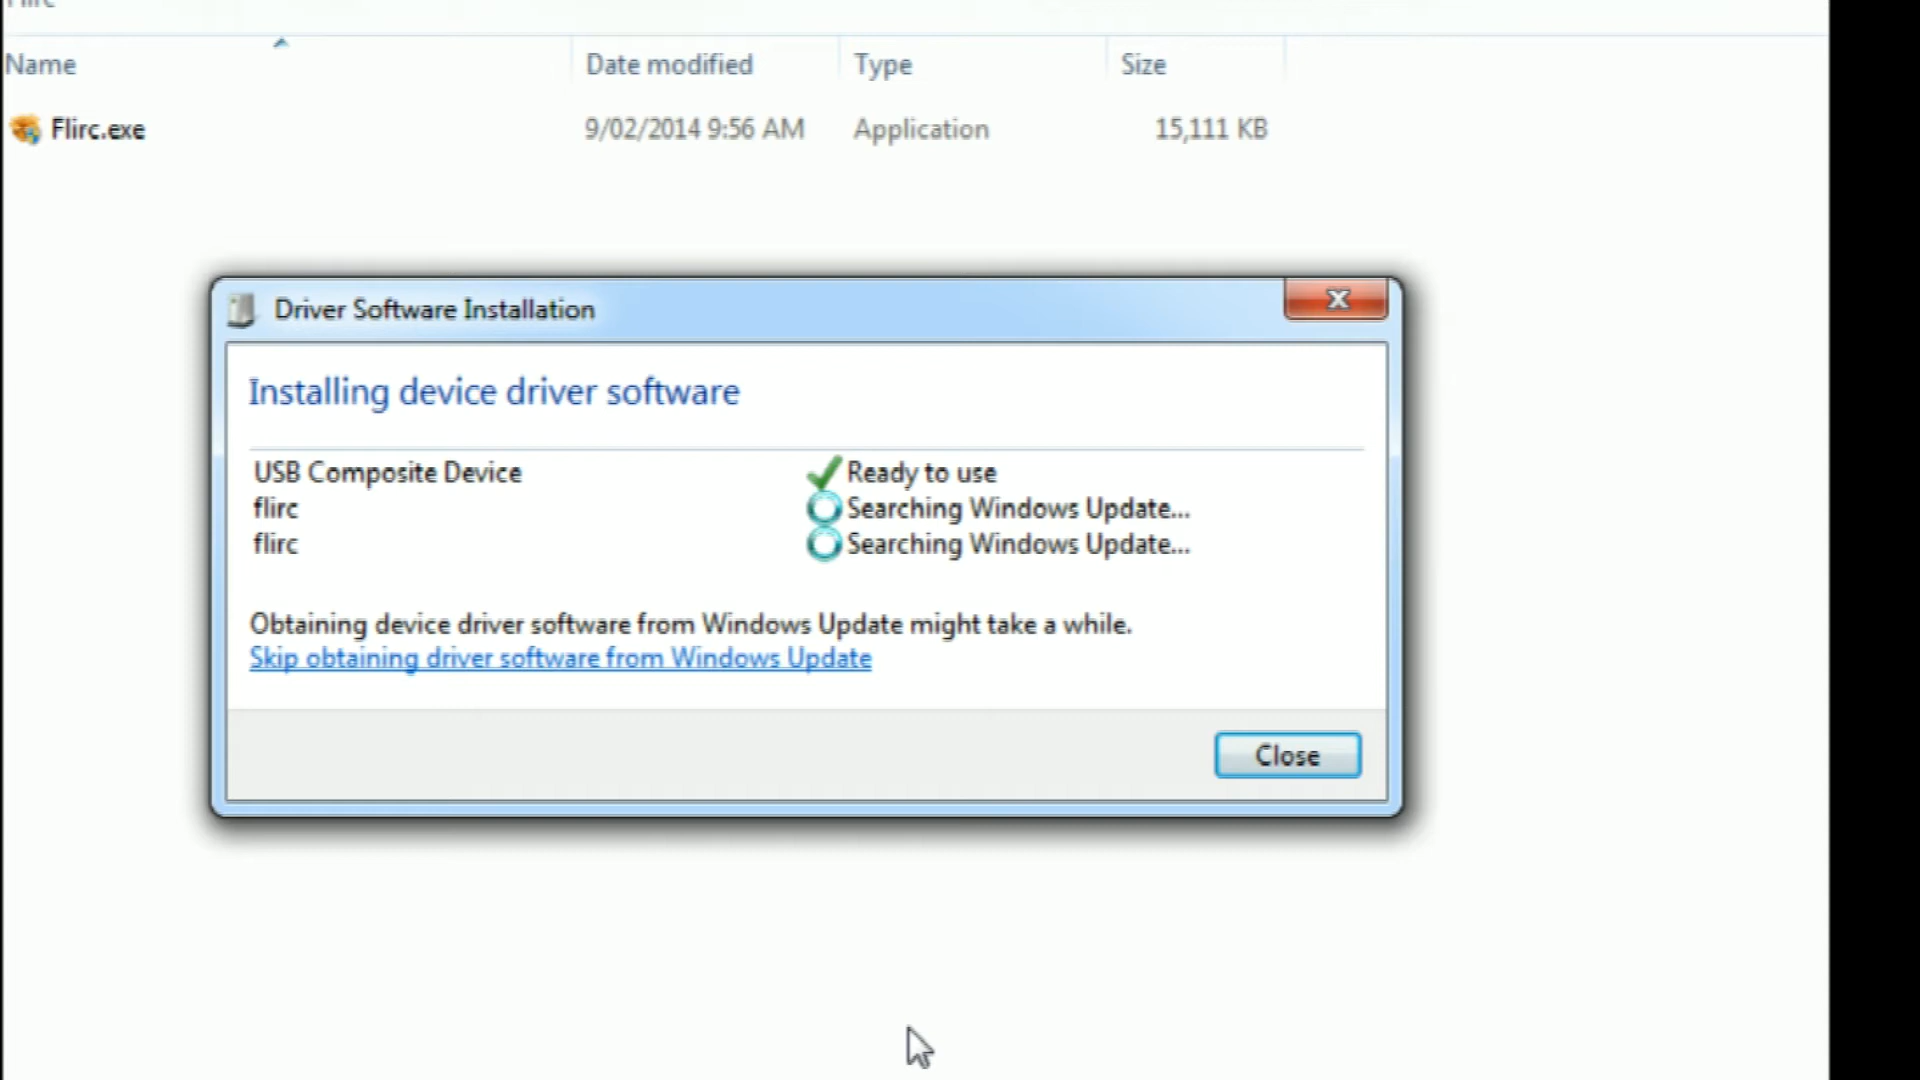 Name Date modified Type Size
Flirc.exe 9/02/2014 9:56 AM Application 15,111 KB
Driver Software Installation
Installing device driver software
USB Composite Device Ready to use
flirc Searching Windows Update...
flirc Searching Windows Update...
Obtaining device driver software from Windows Update might take a while.
Skip obtaining driver software from Windows Update
Close